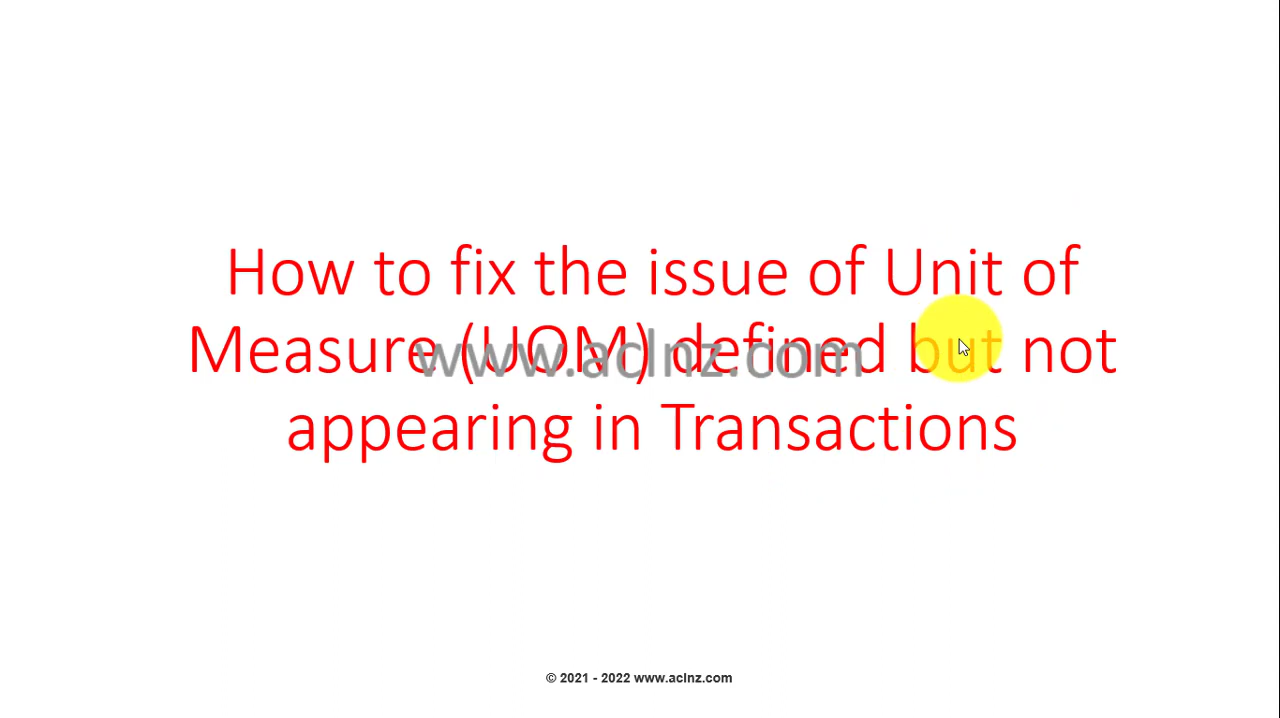 How to fix the issue of Unit of
Measure (UOM) defined but not
www.aclnz.com
appearing in Transactions
© 2021 - 2022 www.aclnz.com